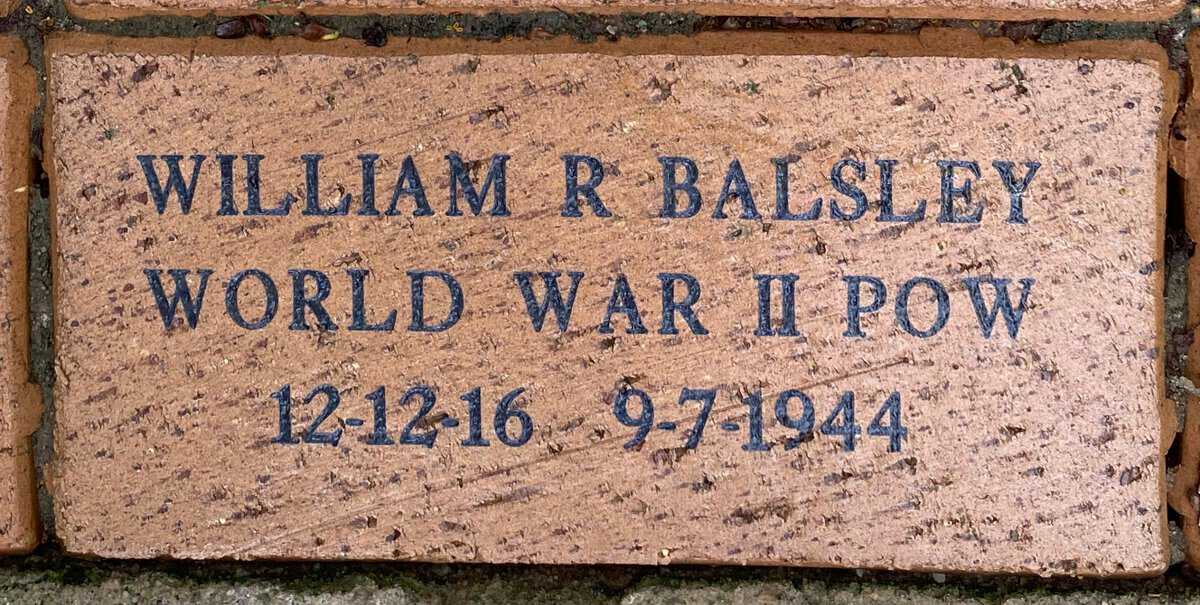 WILLIAM R BALSLEY
WORLD WAR II POW
12-12-16 9-7-1944